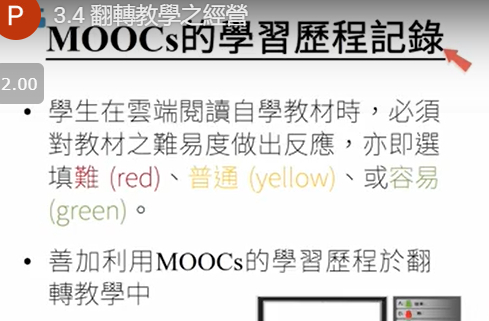 P 3.4 翻轉教學之經營
MOOCs的學習歷程記錄
2.00
• 學生在雲端閱讀自學教材時，必須
對教材之難易度做出反應，亦即選
填難 (red)、普通 (yellow)、或容易
(green)。
• 善加利用MOOCs的學習歷程於翻
轉教學中